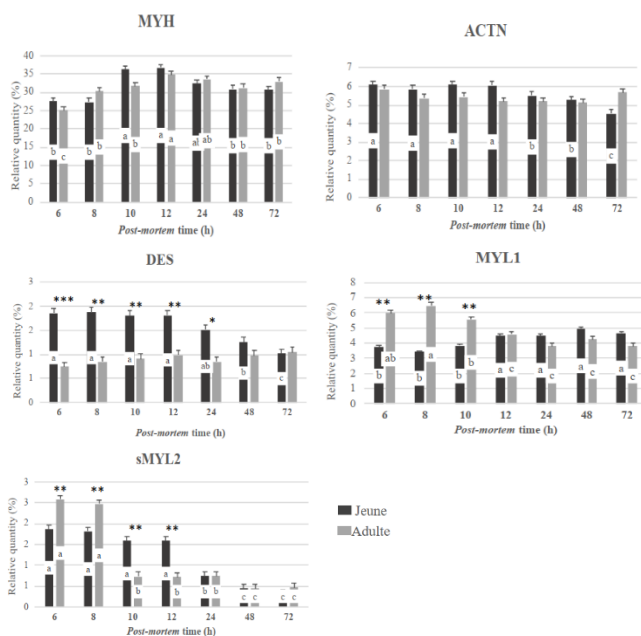 MYH
Relative quantity (%)
40
35
30
25
20
15
10
5
0
b c b b a b a a ab ab b b b b
6 8 10 12 24 48 72
Post-mortem time (h)
ACTN
Relative quantity (%)
7
6
5
4
3
2
1
0
a a a a b b c
6 8 10 12 24 48 72
Post-mortem time (h)
DES
Relative quantity (%)
3
2
2
1
1
0
*** ** ** ** *
a a a a ab b c
6 8 10 12 24 48 72
Post-mortem time (h)
MYL1
Relative quantity (%)
8
7
6
5
4
3
2
1
0
** ** **
b ab b a b b a c a c a c a c
6 8 10 12 24 48 72
Post-mortem time (h)
sMYL2
Relative quantity (%)
3
3
2
2
1
1
0
** ** ** **
a a a a a b a b b b c c c c
6 8 10 12 24 48 72
Post-mortem time (h)
Jeune
Adulte